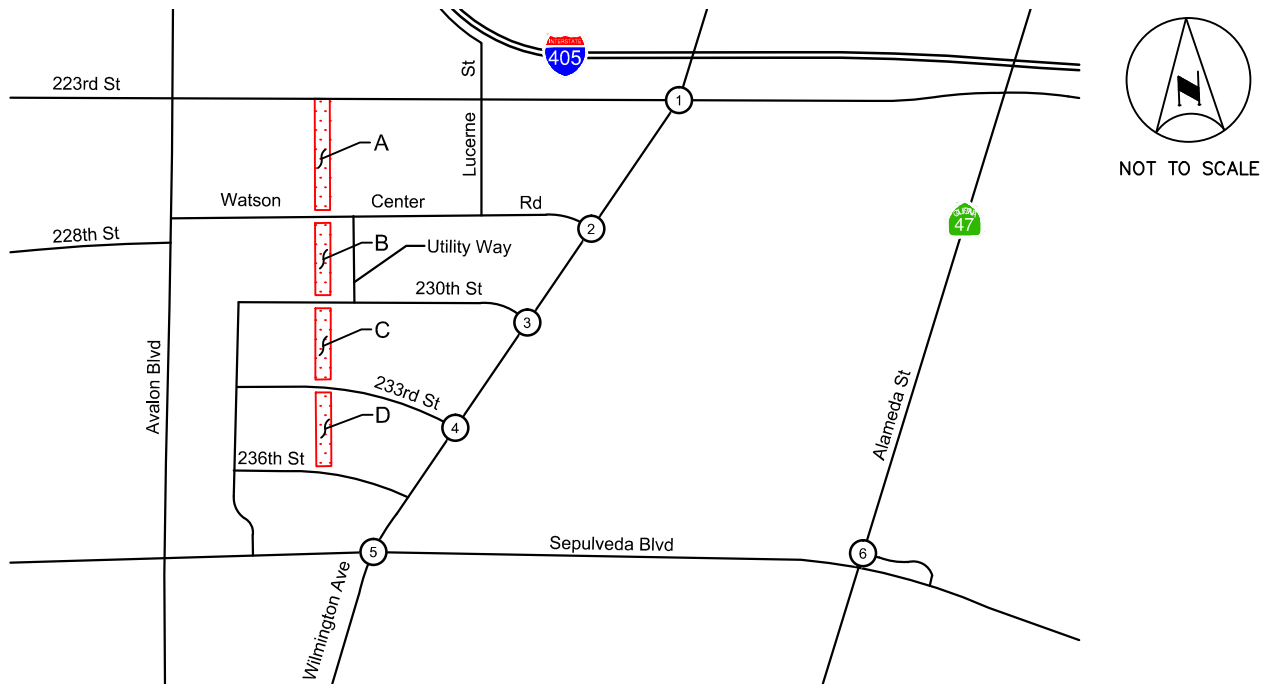 INTERSTATE
405
St
223rd St
1
N
A
Lucerne
NOT TO SCALE
Watson Center Rd
47
2
228th St
B
Utility Way
230th St
3
C
Avalon Blvd
233rd St
Alameda St
D
4
236th St
Sepulveda Blvd
5
6
Wilmington Ave